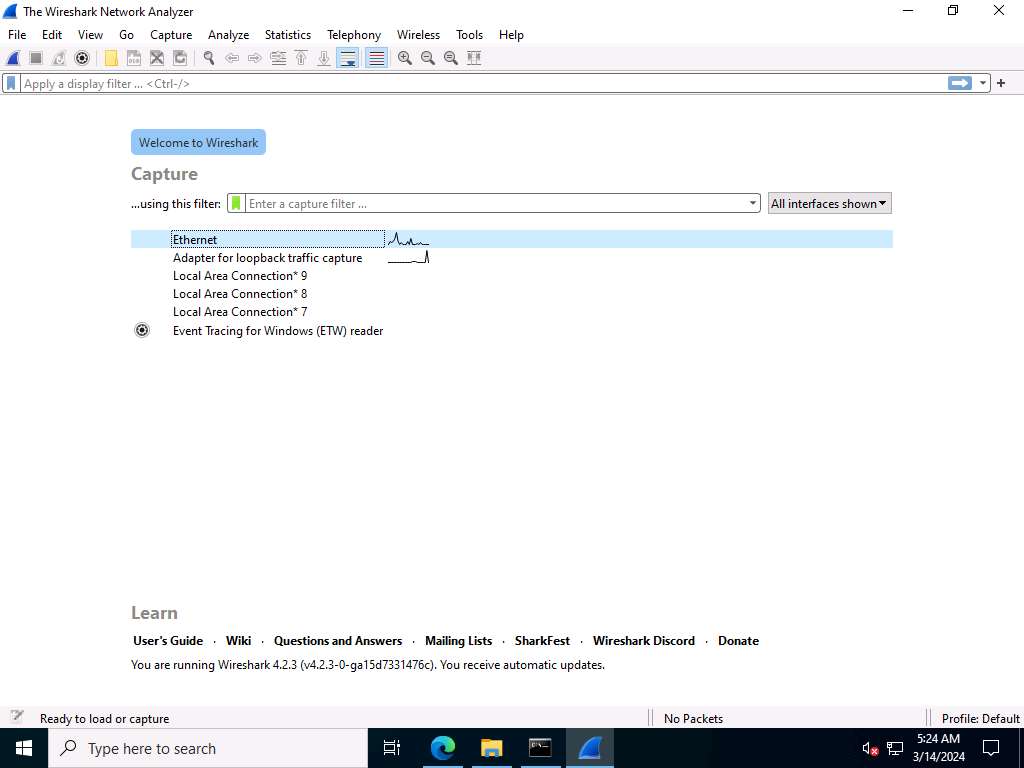 The Wireshark Network Analyzer
File Edit View Go Capture Analyze Statistics Telephony Wireless Tools Help
Apply a display filter ... <Ctrl-/>
Welcome to Wireshark
Capture
...using this filter: Enter a capture filter ... All interfaces shown
Ethernet
Adapter for loopback traffic capture
Local Area Connection* 9
Local Area Connection* 8
Local Area Connection* 7
Event Tracing for Windows (ETW) reader
Learn
User's Guide · Wiki · Questions and Answers · Mailing Lists · SharkFest · Wireshark Discord · Donate
You are running Wireshark 4.2.3 (v4.2.3-0-ga15d7331476c). You receive automatic updates.
Ready to load or capture No Packets Profile: Default
Type here to search
5:24 AM
3/14/2024